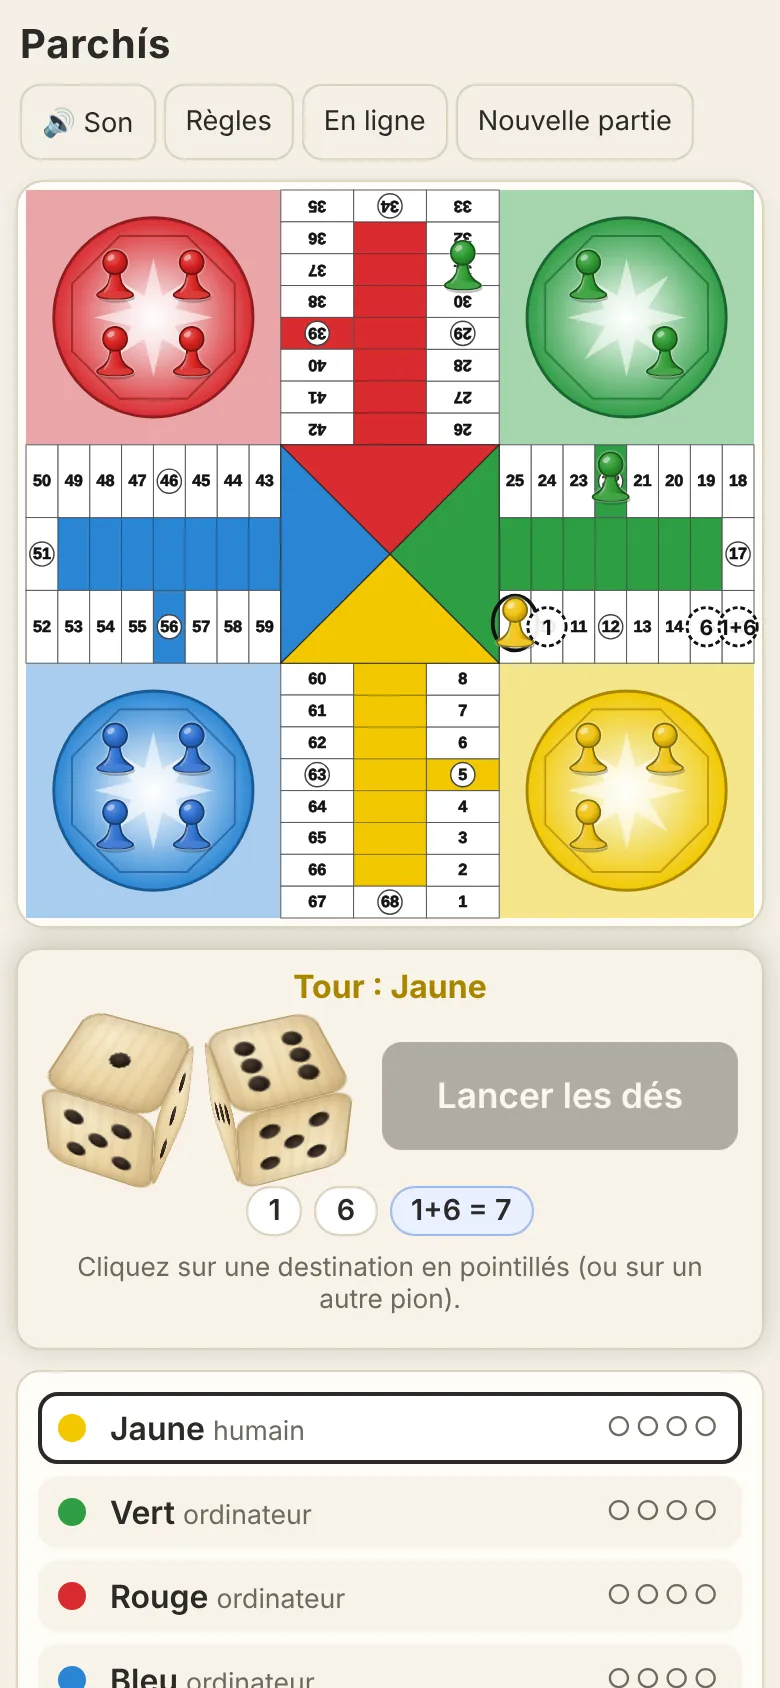 Parchís
🔊 Son
Règles
En ligne
Nouvelle partie
35 34 33
36
37
38 30
39 29
40 28
41 27
42 26
50 49 48 47 46 45 44 43
25 24 23 21 20 19 18
51
17
52 53 54 55 56 57 58 59
1 11 12 13 14 6 1+6
60 8
61 7
62 6
63 5
64 4
65 3
66 2
67 68 1
Tour : Jaune
Lancer les dés
1 6 1+6 = 7
Cliquez sur une destination en pointillés (ou sur un
autre pion).
Jaune humain
Vert ordinateur
Rouge ordinateur
Bleu ordinateur